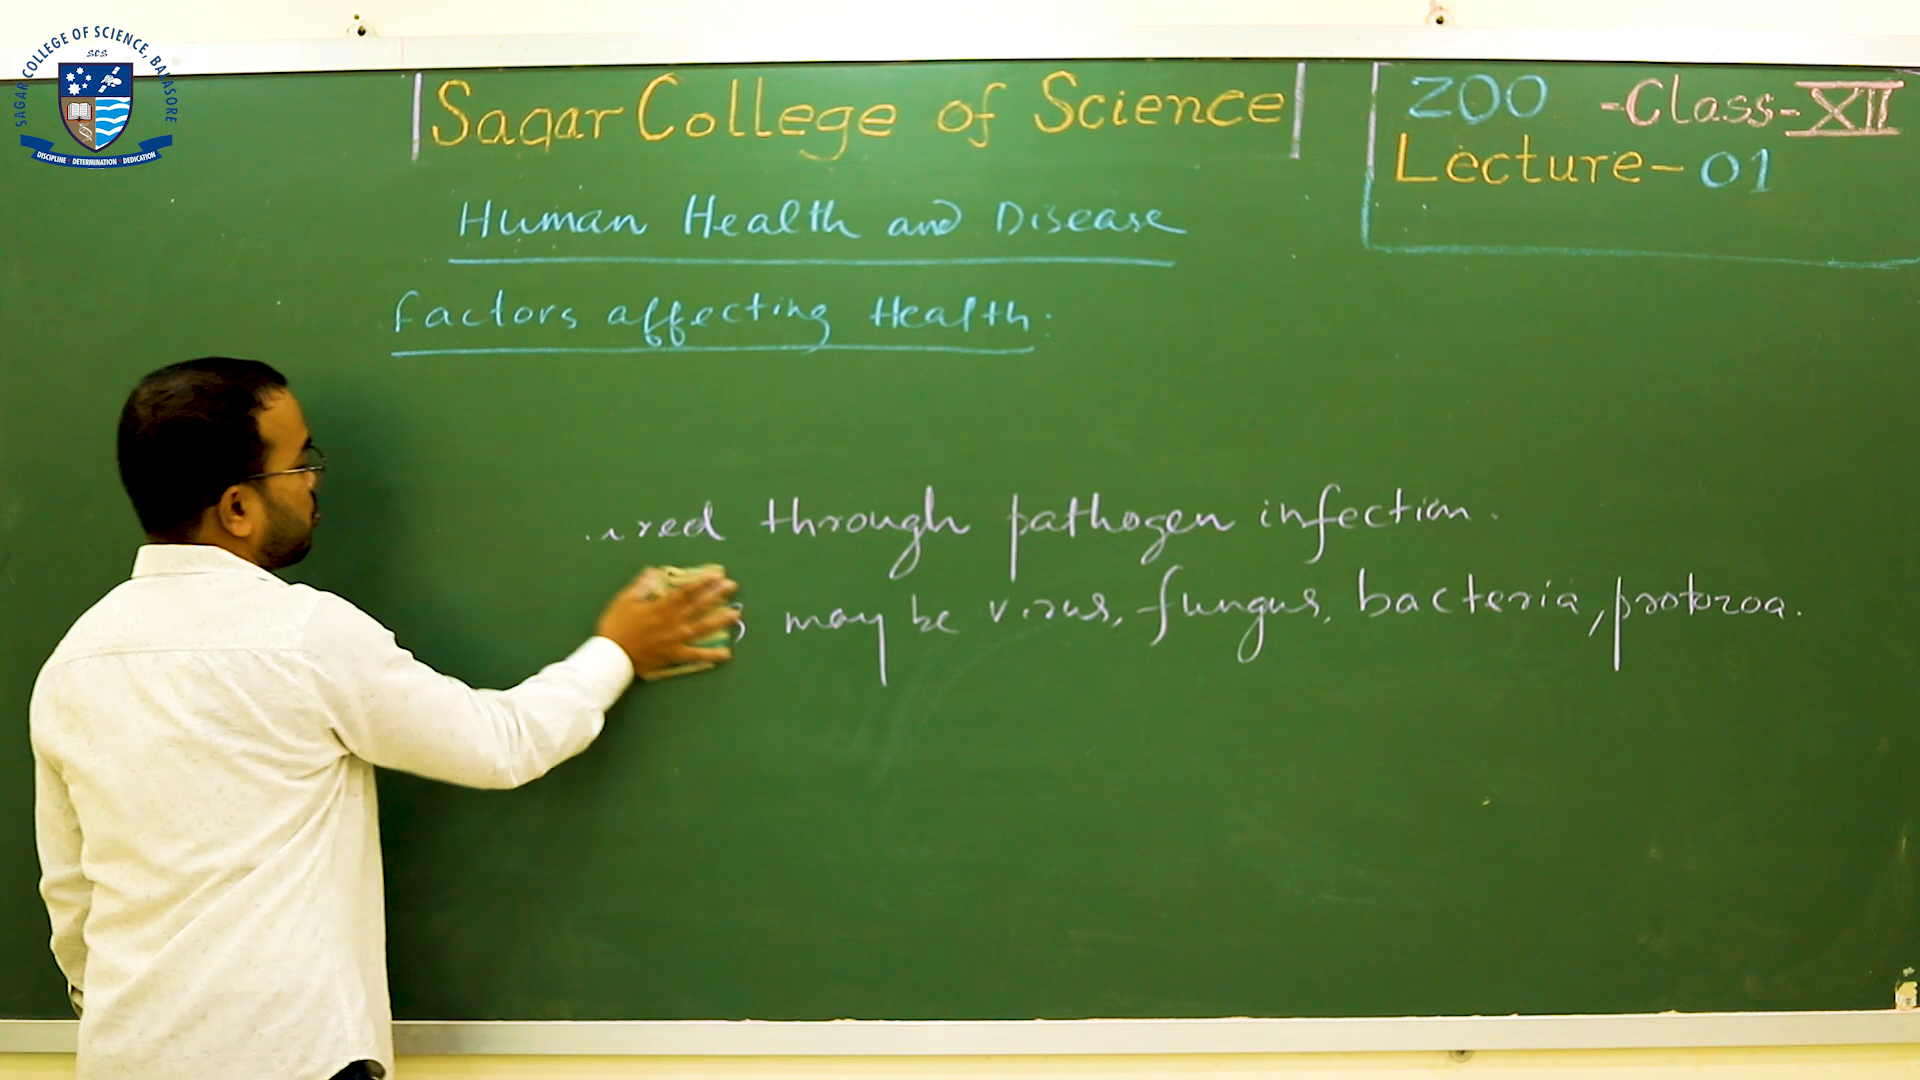 SAGAR COLLEGE OF SCIENCE, BALASORE
SCS
DISCIPLINE DETERMINATION DEDICATION
Sagar College of Science
ZOO -Class-XII
Lecture-01
Human Health and Disease
Factors affecting Health:
through pathogen infection.
may be virus, fungus, bacteria, protozoa.